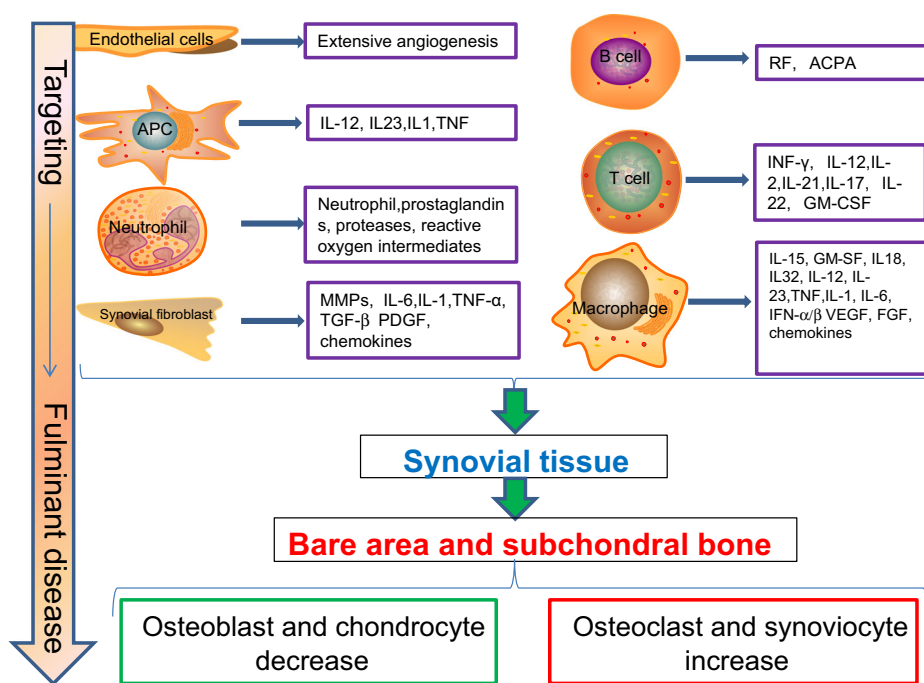 Targeting
Fulminant disease
Endothelial cells
Extensive angiogenesis
APC
IL-12, IL23,IL1,TNF
Neutrophil
Neutrophil,prostaglandin
s, proteases, reactive
oxygen intermediates
Synovial fibroblast
MMPs, IL-6,IL-1,TNF-α,
TGF-β PDGF,
chemokines
B cell
RF, ACPA
T cell
INF-γ, IL-12,IL-
2,IL-21,IL-17, IL-
22, GM-CSF
Macrophage
IL-15, GM-SF, IL18,
IL32, IL-12, IL-
23,TNF,IL-1, IL-6,
IFN-α/β VEGF, FGF,
chemokines
Synovial tissue
Bare area and subchondral bone
Osteoblast and chondrocyte
decrease
Osteoclast and synoviocyte
increase